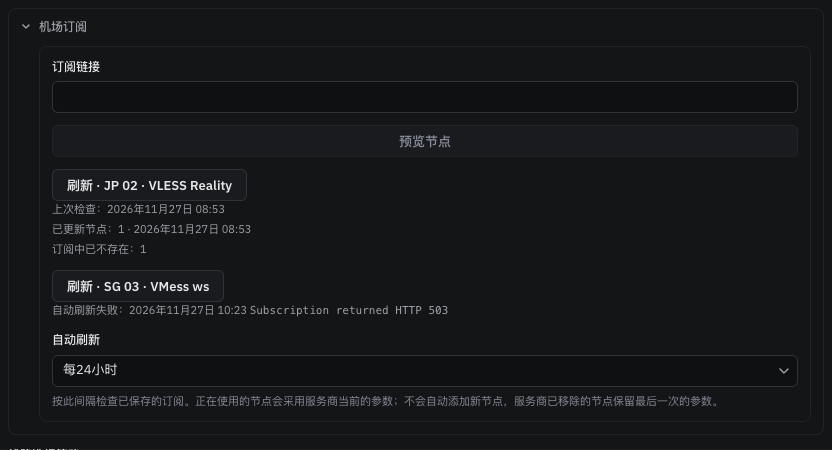 机场订阅
订阅链接
预览节点
刷新 · JP 02 · VLESS Reality
上次检查：2026年11月27日 08:53
已更新节点：1 · 2026年11月27日 08:53
订阅中已不存在：1
刷新 · SG 03 · VMess ws
自动刷新失败：2026年11月27日 10:23 Subscription returned HTTP 503
自动刷新
每24小时
按此间隔检查已保存的订阅。正在使用的节点会采用服务商当前的参数；不会自动添加新节点，服务商已移除的节点保留最后一次的参数。